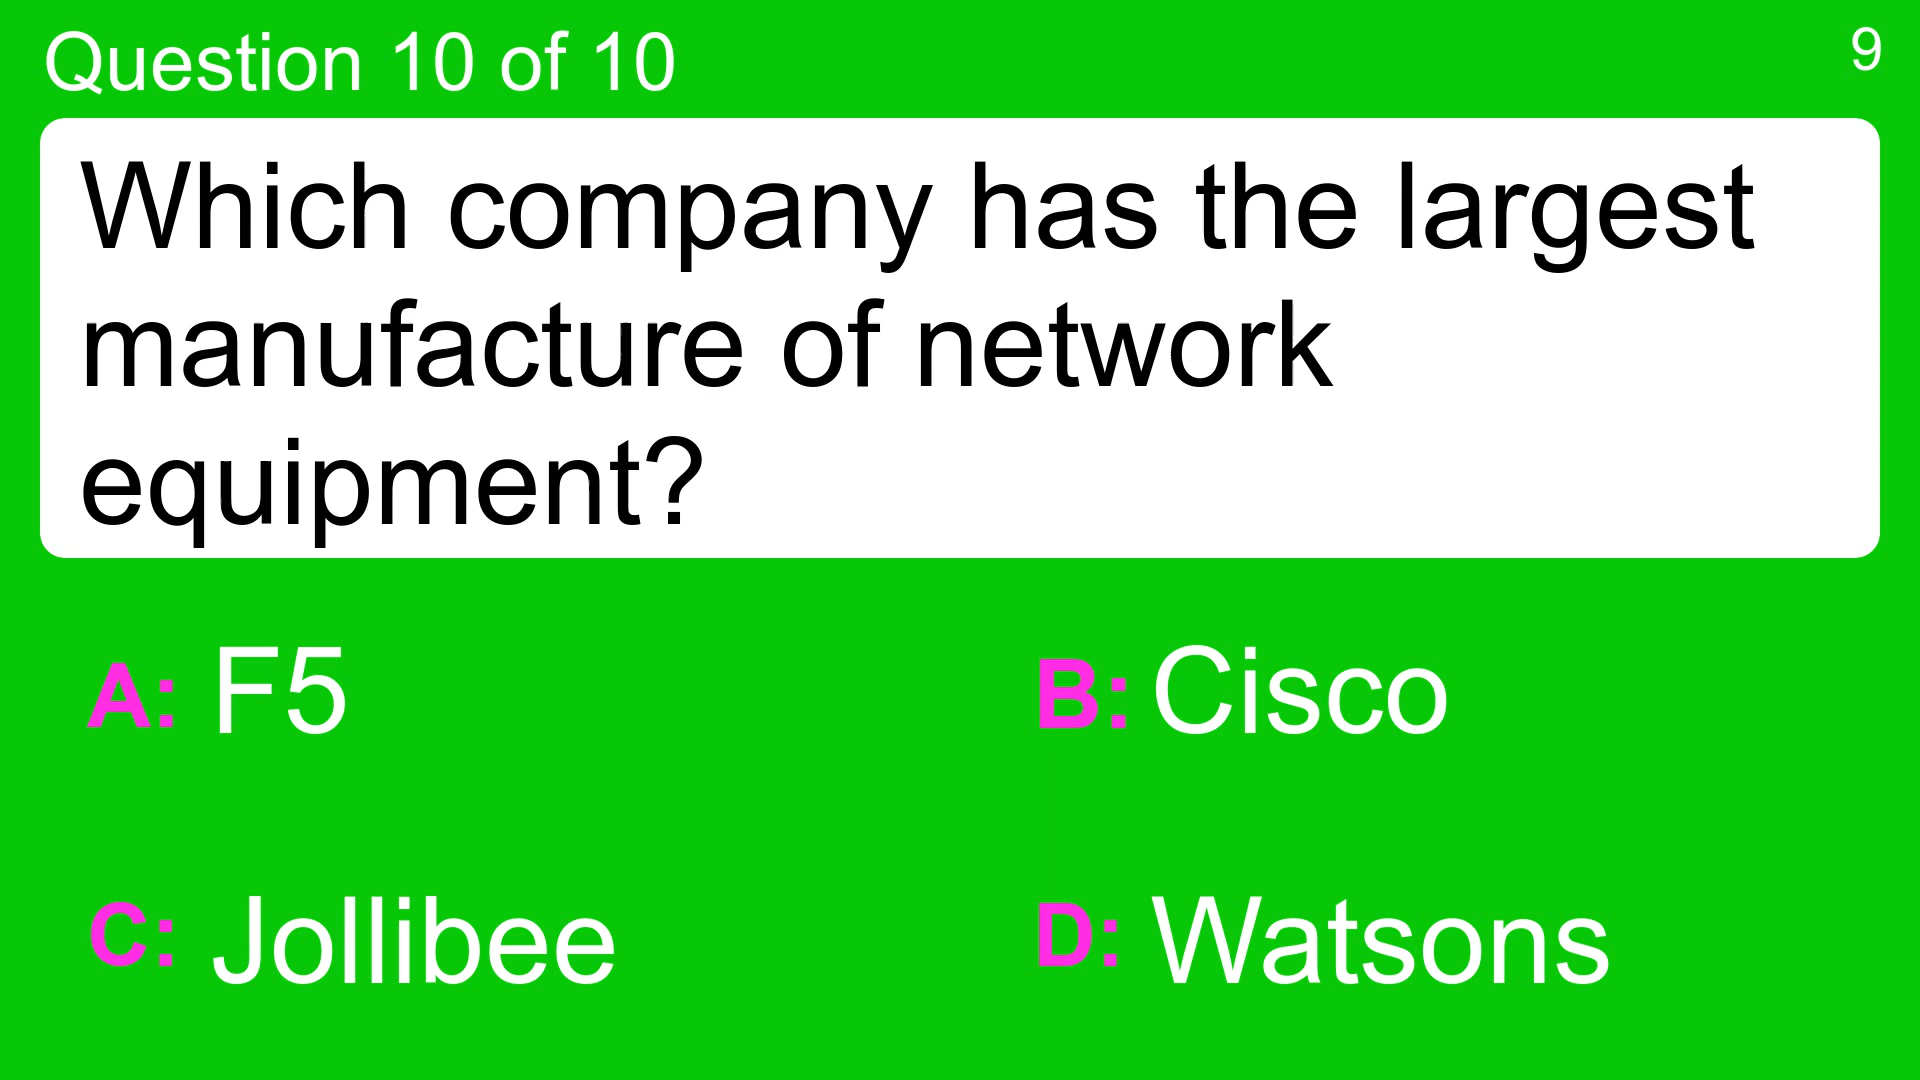 Question 10 of 10
9
Which company has the largest
manufacture of network
equipment?
A: F5
B: Cisco
C: Jollibee
D: Watsons